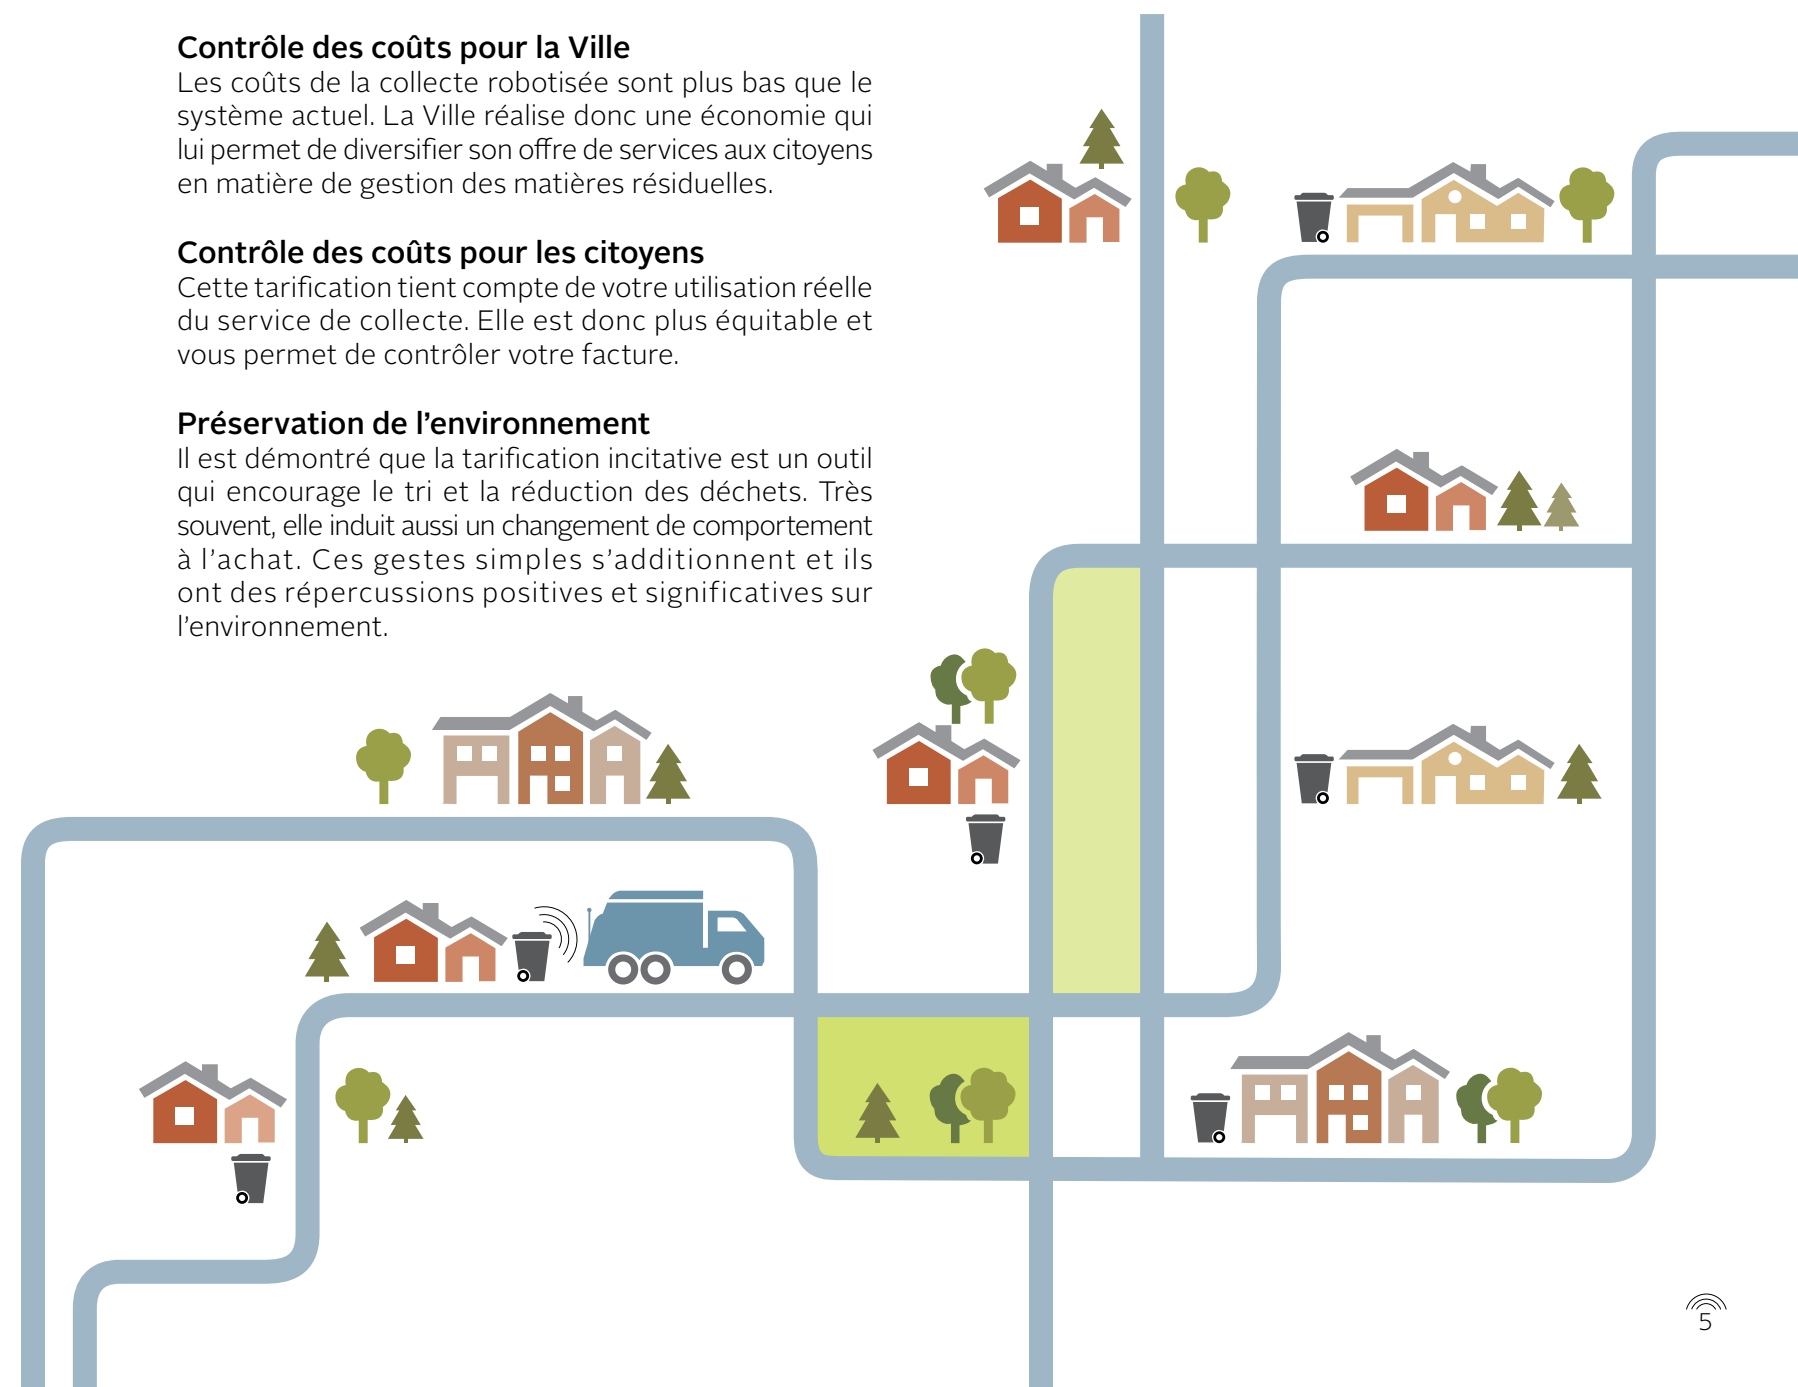 Contrôle des coûts pour la Ville
Les coûts de la collecte robotisée sont plus bas que le
système actuel. La Ville réalise donc une économie qui
lui permet de diversifier son offre de services aux citoyens
en matière de gestion des matières résiduelles.
Contrôle des coûts pour les citoyens
Cette tarification tient compte de votre utilisation réelle
du service de collecte. Elle est donc plus équitable et
vous permet de contrôler votre facture.
Préservation de l’environnement
Il est démontré que la tarification incitative est un outil
qui encourage le tri et la réduction des déchets. Très
souvent, elle induit aussi un changement de comportement
à l’achat. Ces gestes simples s’additionnent et ils
ont des répercussions positives et significatives sur
l’environnement.
5